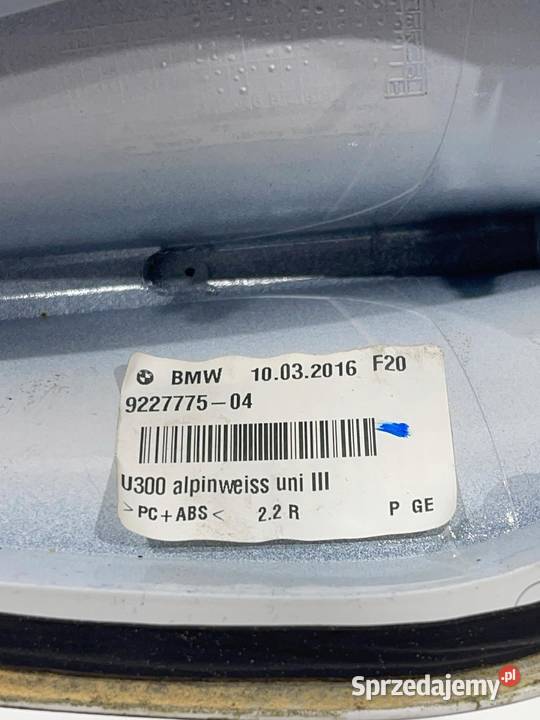 BMW 10.03.2016 F20
9227775-04
U300 alpinweiss uni III
>PC+ABS< 2.2 R P GE
Sprzedajemy.pl